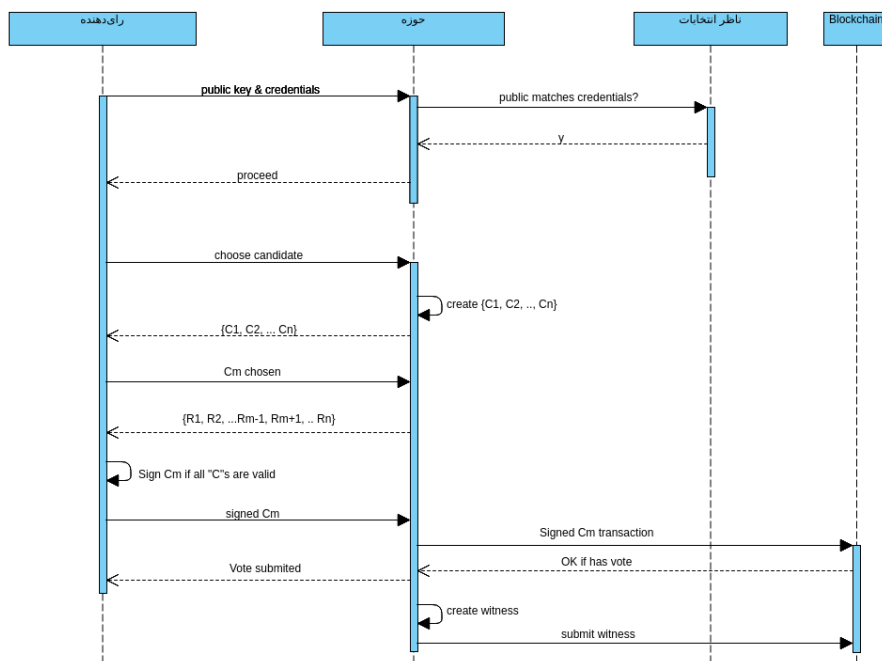 رای‌دهنده
حوزه
ناظر انتخابات
Blockchain
public key & credentials
public matches credentials?
y
proceed
choose candidate
create {C1, C2, .., Cn}
{C1, C2, ... Cn}
Cm chosen
{R1, R2, ...Rm-1, Rm+1, .. Rn}
Sign Cm if all "C"s are valid
signed Cm
Signed Cm transaction
OK if has vote
Vote submited
create witness
submit witness